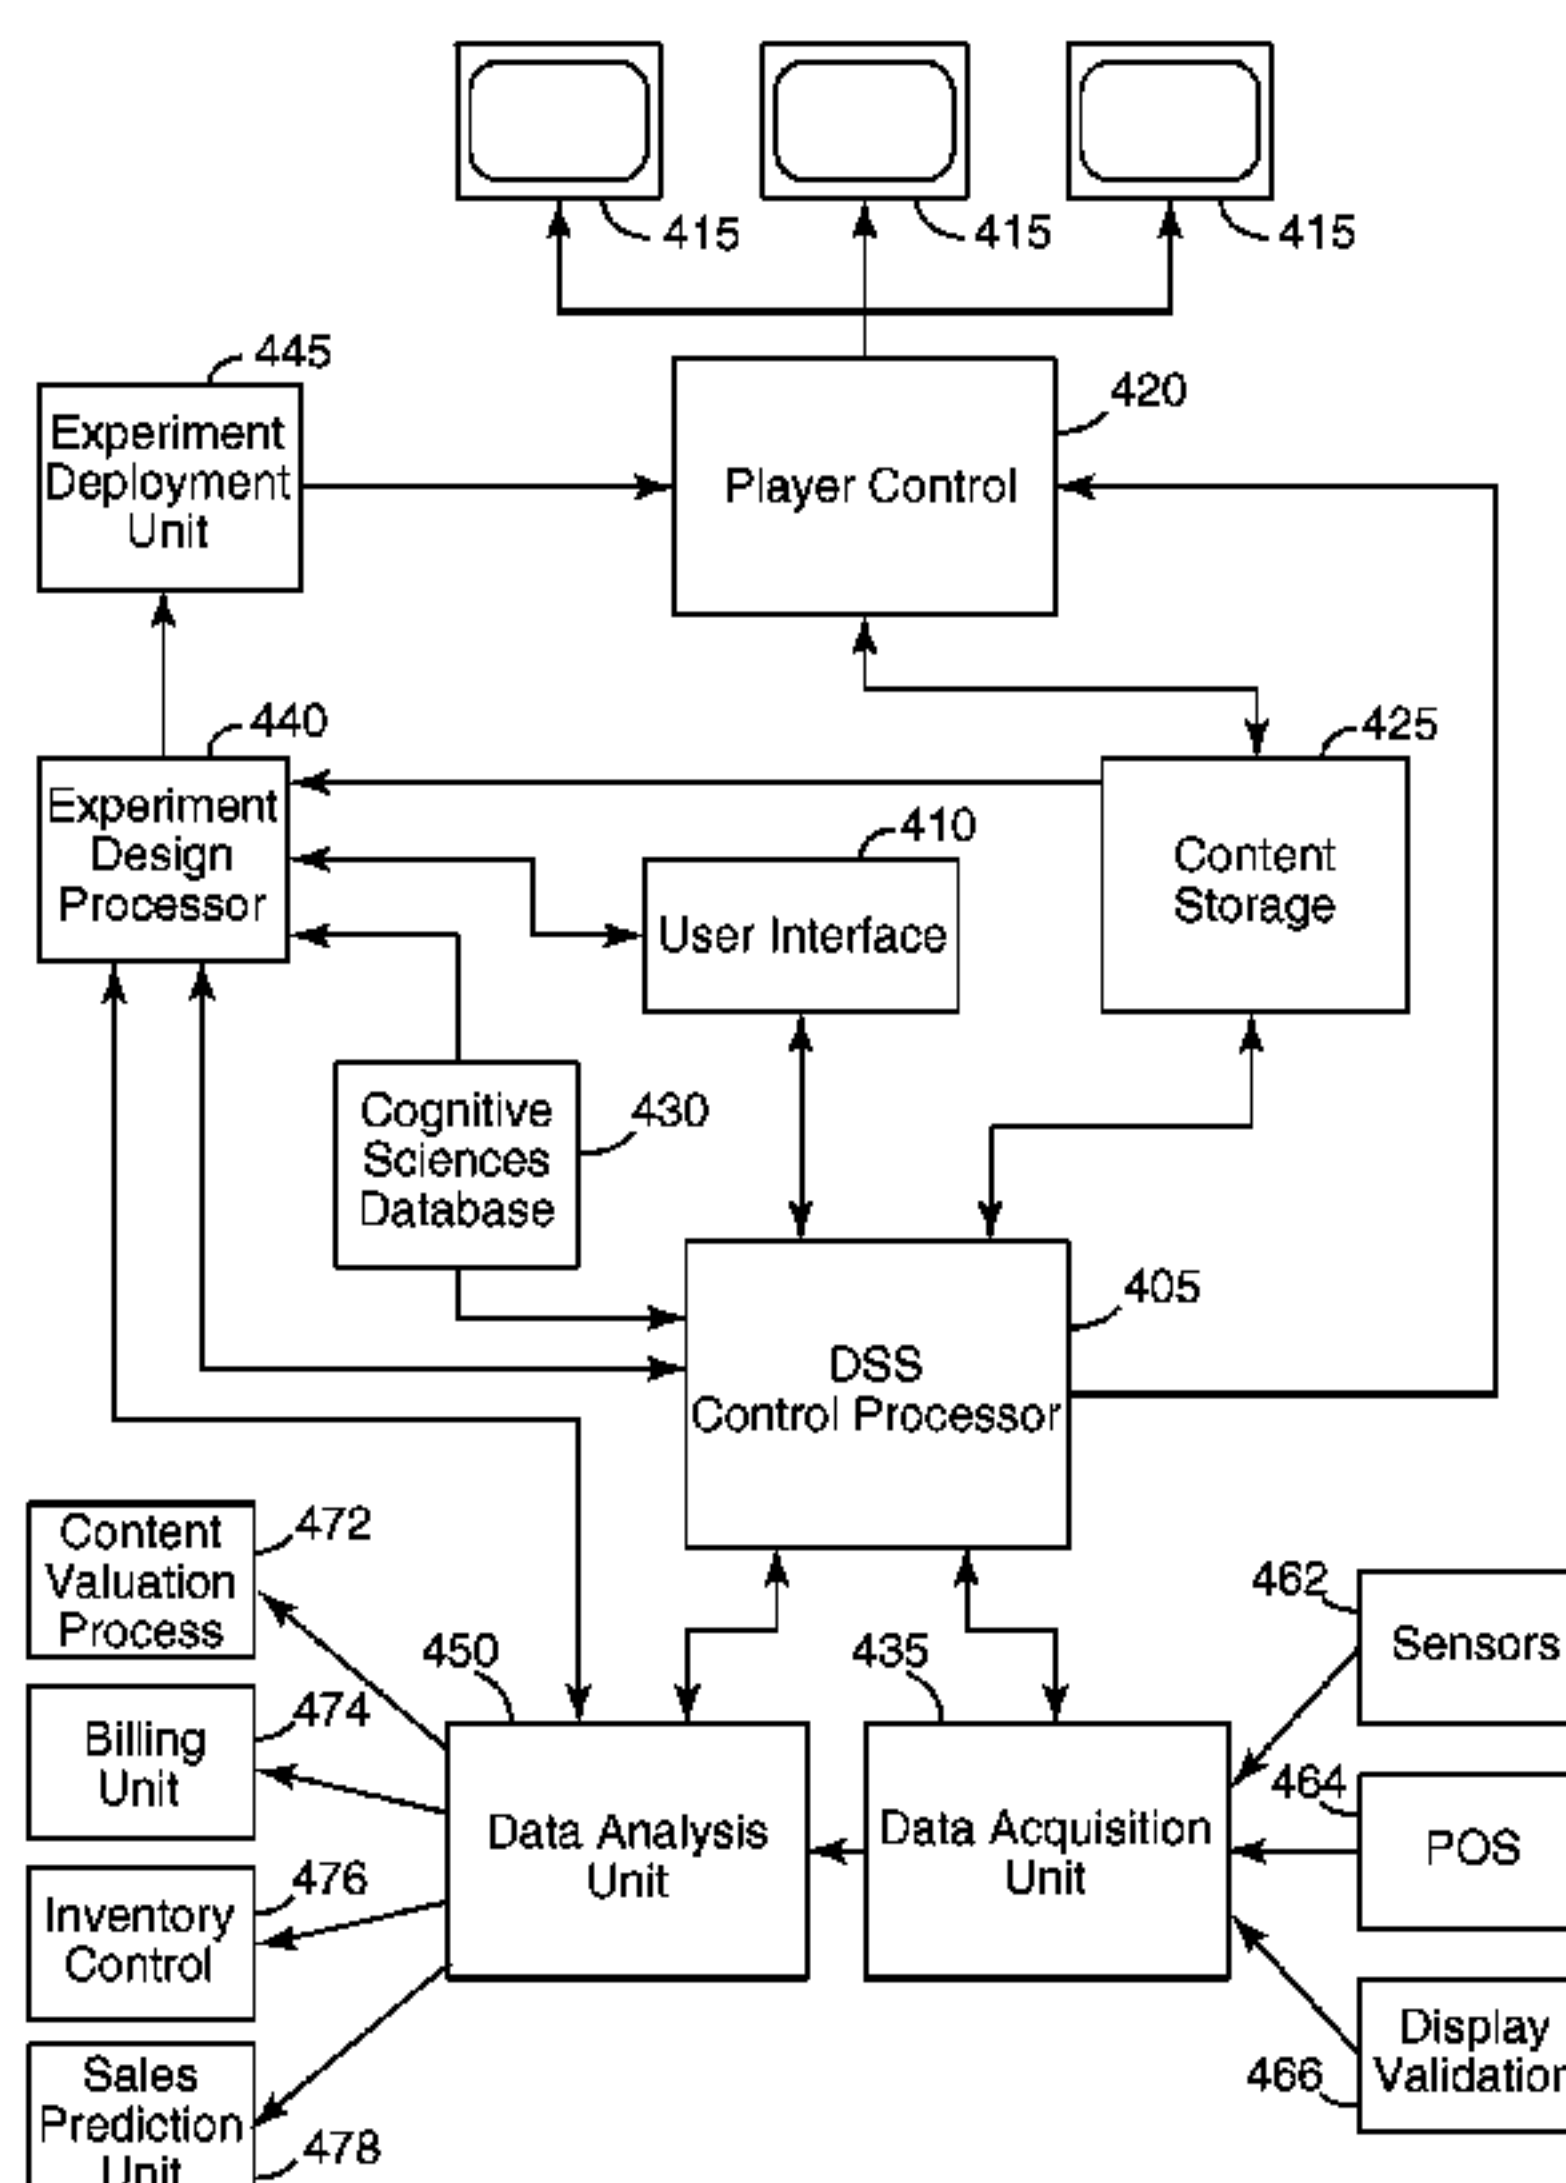 415
415
415
445
Experiment
Deployment
Unit
420
Player Control
440
Experiment
Design
Processor
425
Content
Storage
410
User Interface
Cognitive
Sciences
Database
430
405
DSS
Control Processor
Content
Valuation
Process
472
450
435
462
Sensors
Billing
Unit
474
Data Analysis
Unit
Data Acquisition
Unit
464
POS
Inventory
Control
476
Display
Validation
466
Sales
Prediction
Unit
478